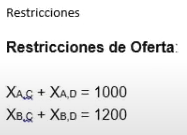 Restricciones
Restricciones de Oferta:
XA,C + XA,D = 1000
XB,C + XB,D = 1200